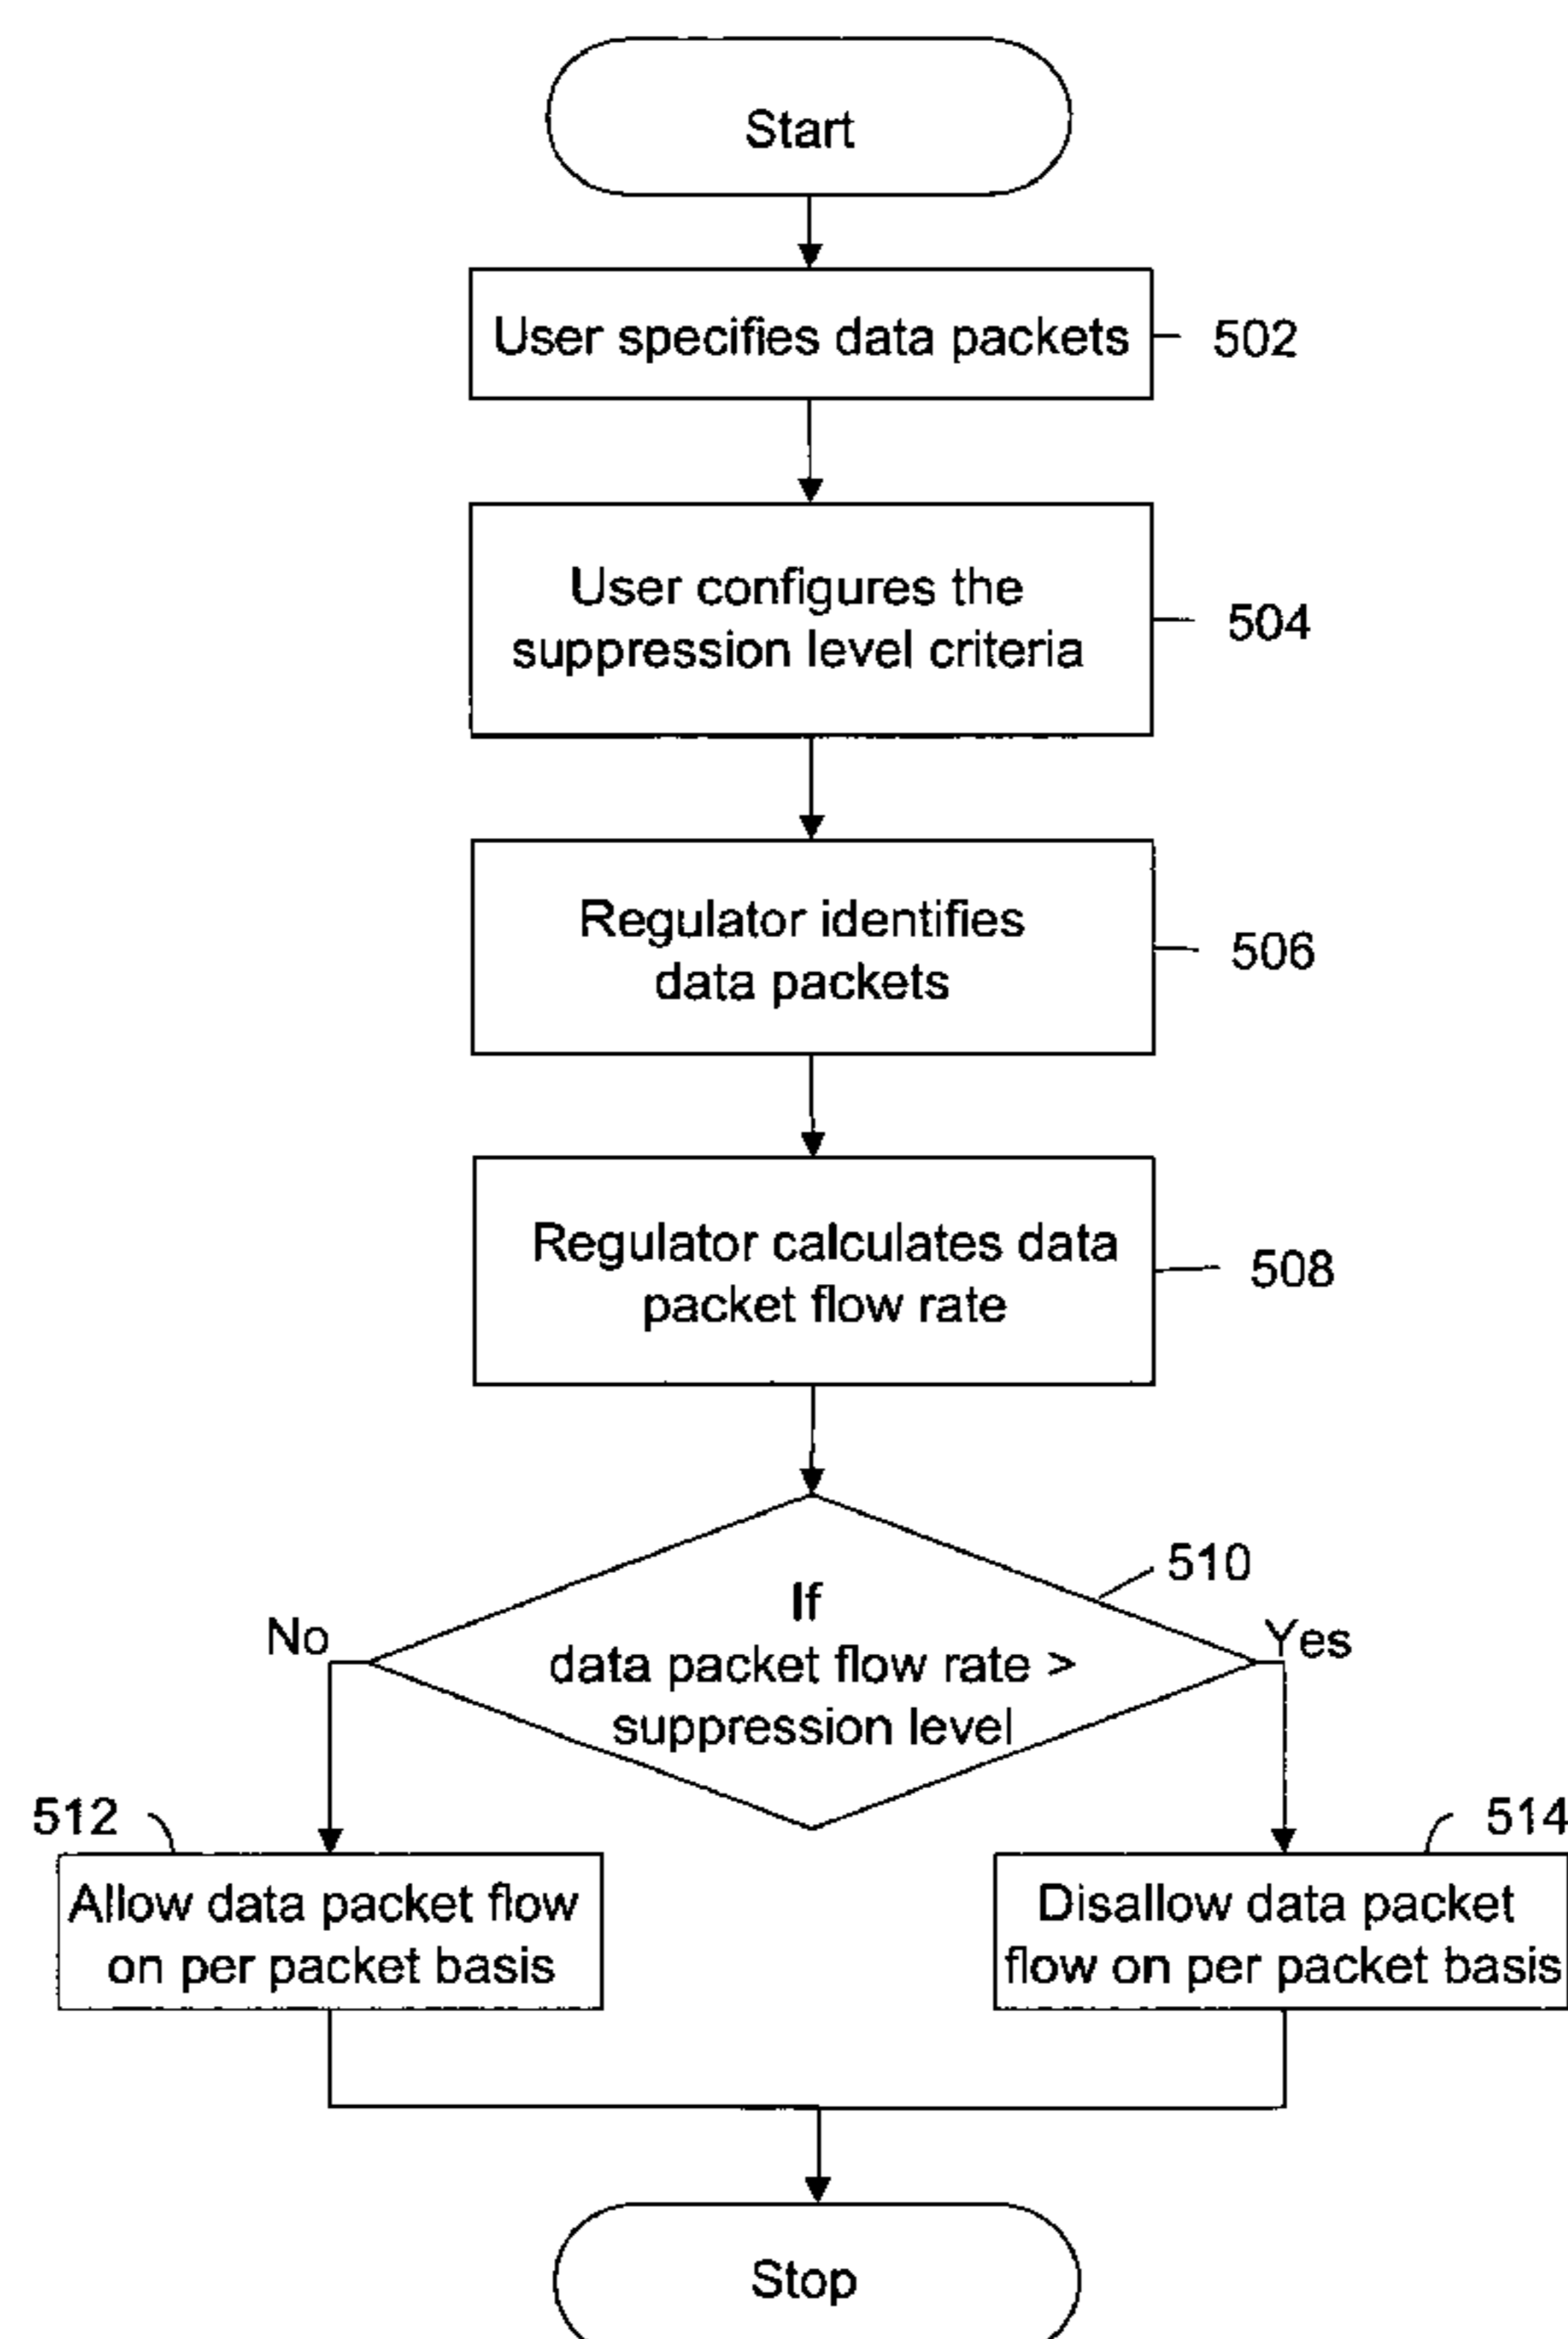 Start
User specifies data packets
502
User configures the
suppression level criteria
504
Regulator identifies
data packets
506
Regulator calculates data
packet flow rate
508
If
data packet flow rate >
suppression level
510
No
Yes
512
Allow data packet flow
on per packet basis
514
Disallow data packet
flow on per packet basis
Stop